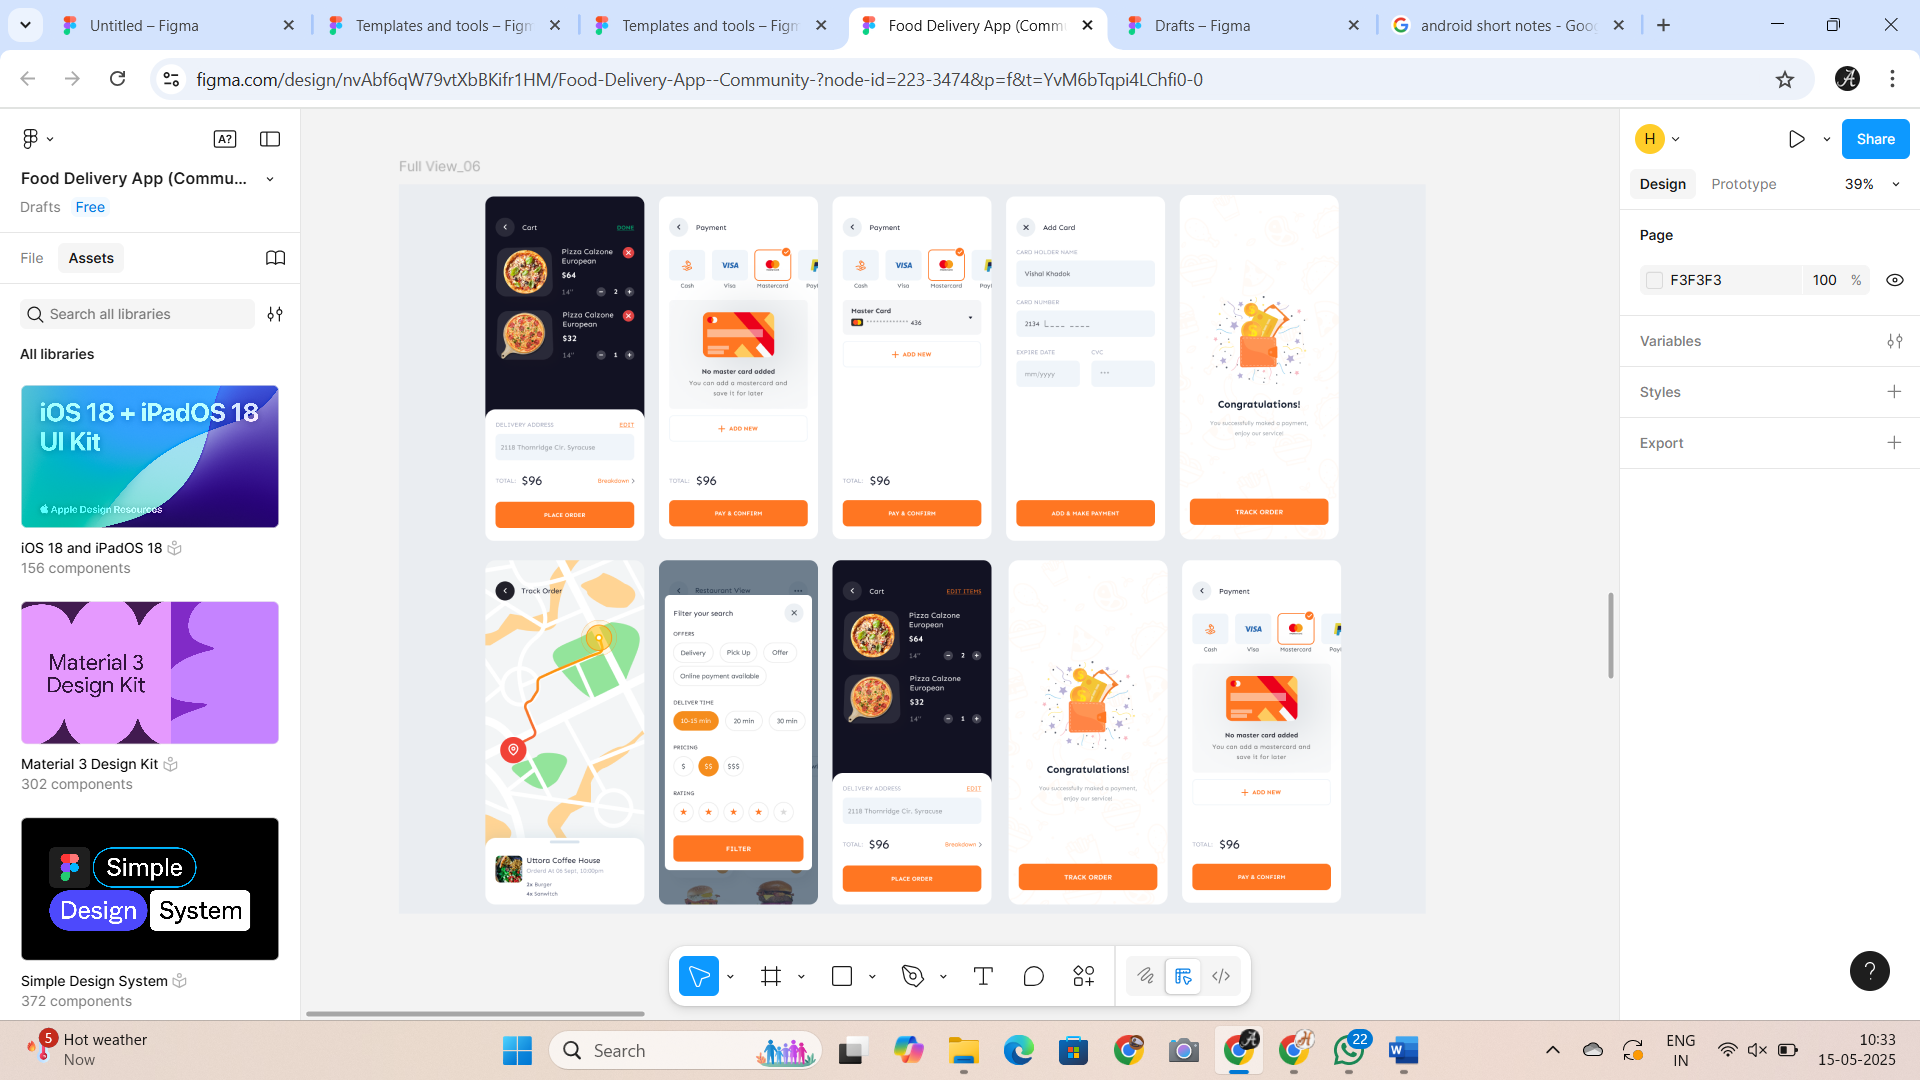 Untitled – Figma
Templates and tools – Figm
Templates and tools – Figm
Food Delivery App (Comm
Drafts – Figma
android short notes - Goo
figma.com/design/nvAbf6qW79vtXbBKifr1HM/Food-Delivery-App--Community-?node-id=223-3474&p=f&t=YvM6bTqpi4LChfi0-0
A?
Food Delivery App (Commu...
Drafts
Free
File
Assets
Search all libraries
All libraries
iOS 18 + iPadOS 18
UI Kit
Apple Design Resources
iOS 18 and iPadOS 18
156 components
Material 3
Design Kit
Material 3 Design Kit
302 components
Simple
Design System
Simple Design System
372 components
Full View_06
Cart
DONE
Pizza Calzone
European
$64
14"
2
Pizza Calzone
European
$32
14"
1
DELIVERY ADDRESS
EDIT
2118 Thornridge Cir. Syracuse
TOTAL:
$96
Breakdown
PLACE ORDER
Payment
VISA
Cash
Visa
Mastercard
No master card added
You can add a mastercard and
save it for later
ADD NEW
TOTAL:
$96
PAY & CONFIRM
Payment
VISA
Cash
Visa
Mastercard
Master Card
436
ADD NEW
TOTAL:
$96
PAY & CONFIRM
Add Card
CARD HOLDER NAME
Vishal Khadok
CARD NUMBER
2134 |_ _ _ _ _ _ _
EXPIRE DATE
CVC
mm/yyyy
***
ADD & MAKE PAYMENT
Congratulations!
You successfully maked a payment,
enjoy our service!
TRACK ORDER
Track Order
Uttora Coffee House
Orderd At 06 Sept, 10:00pm
2x Burger
4x Sanwitch
Restaurant View
Filter your search
OFFERS
Delivery
Pick Up
Offer
Online payment available
DELIVER TIME
10-15 min
20 min
30 min
PRICING
$
$$
$$$
RATING
FILTER
Cart
EDIT ITEMS
Pizza Calzone
European
$64
14"
2
Pizza Calzone
European
$32
14"
1
DELIVERY ADDRESS
EDIT
2118 Thornridge Cir. Syracuse
TOTAL:
$96
Breakdown
PLACE ORDER
Congratulations!
You successfully maked a payment,
enjoy our service!
TRACK ORDER
Payment
VISA
Cash
Visa
Mastercard
No master card added
You can add a mastercard and
save it for later
ADD NEW
TOTAL:
$96
PAY & CONFIRM
H
Share
Design
Prototype
39%
Page
F3F3F3
100
%
Variables
Styles
Export
?
5
Hot weather
Now
Search
22
ENG
IN
10:33
15-05-2025